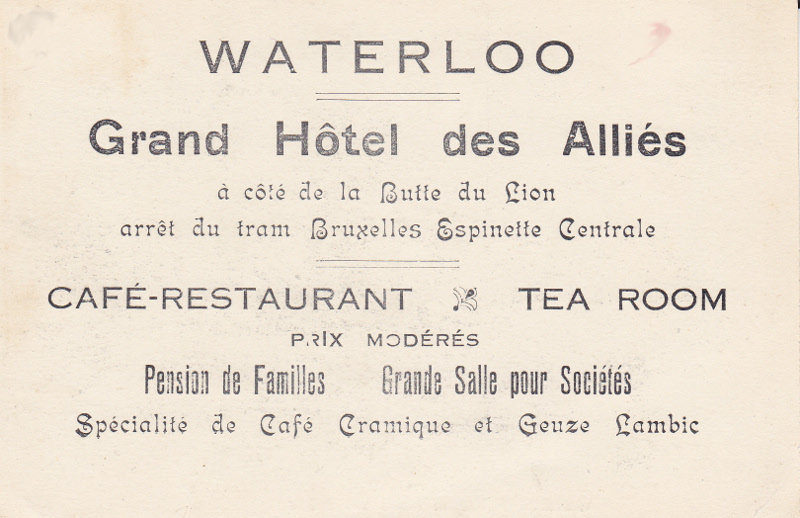 WATERLOO
Grand Hôtel des Alliés
à côté de la Butte du Lion
arrêt du tram Bruxelles Espinette Centrale
CAFÉ-RESTAURANT TEA ROOM
PRIX MODÉRÉS
Pension de Familles Grande Salle pour Sociétés
Spécialité de Café Cramique et Geuze Lambic